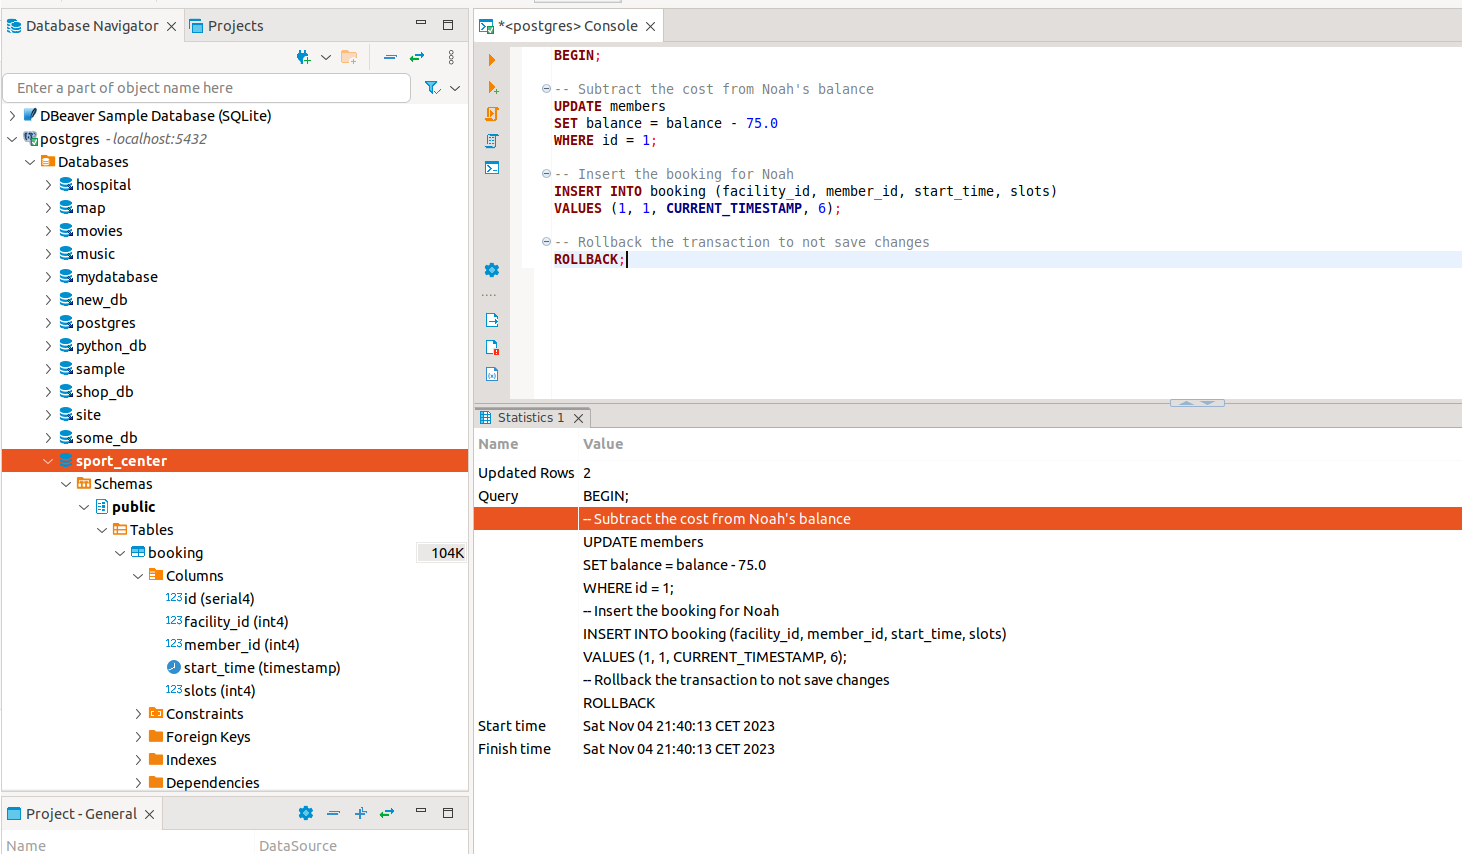 Database Navigator
Projects
Enter a part of object name here
DBeaver Sample Database (SQLite)
postgres - localhost:5432
Databases
hospital
map
movies
music
mydatabase
new_db
postgres
python_db
sample
shop_db
site
some_db
sport_center
Schemas
public
Tables
booking 104K
Columns
123 id (serial4)
123 facility_id (int4)
123 member_id (int4)
start_time (timestamp)
123 slots (int4)
Constraints
Foreign Keys
Indexes
Dependencies
Project - General
Name DataSource
*<postgres> Console
BEGIN;
-- Subtract the cost from Noah's balance
UPDATE members
SET balance = balance - 75.0
WHERE id = 1;
-- Insert the booking for Noah
INSERT INTO booking (facility_id, member_id, start_time, slots)
VALUES (1, 1, CURRENT_TIMESTAMP, 6);
-- Rollback the transaction to not save changes
ROLLBACK;
Statistics 1
Name Value
Updated Rows 2
Query BEGIN;
-- Subtract the cost from Noah's balance
UPDATE members
SET balance = balance - 75.0
WHERE id = 1;
-- Insert the booking for Noah
INSERT INTO booking (facility_id, member_id, start_time, slots)
VALUES (1, 1, CURRENT_TIMESTAMP, 6);
-- Rollback the transaction to not save changes
ROLLBACK
Start time Sat Nov 04 21:40:13 CET 2023
Finish time Sat Nov 04 21:40:13 CET 2023